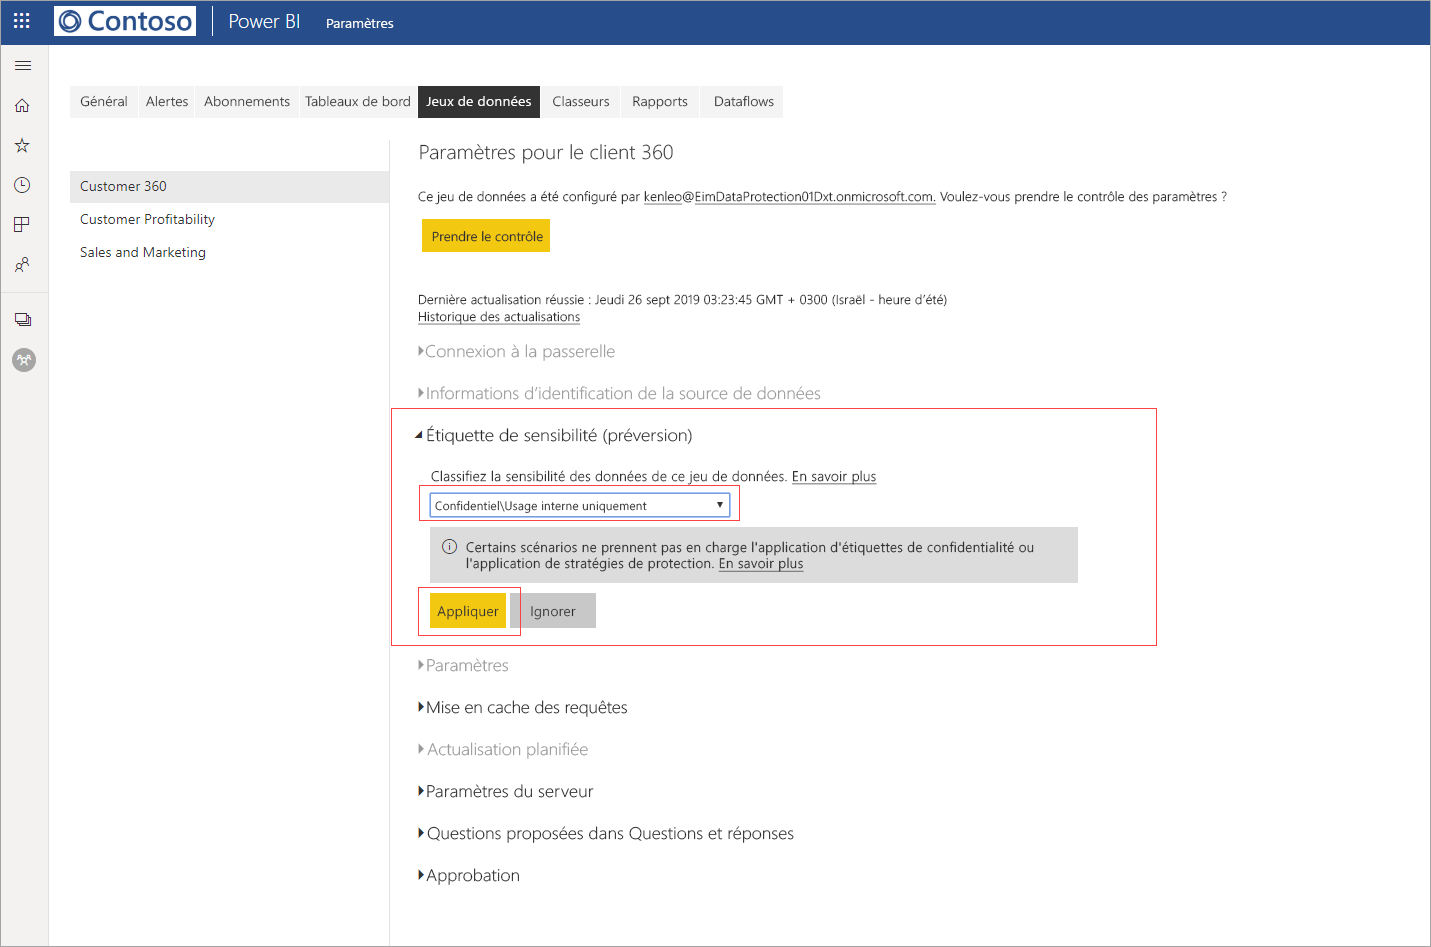 Contoso
Power BI
Paramètres
Général
Alertes
Abonnements
Tableaux de bord
Jeux de données
Classeurs
Rapports
Dataflows
Customer 360
Customer Profitability
Sales and Marketing
Paramètres pour le client 360
Ce jeu de données a été configuré par kenleo@EimDataProtection01Dxt.onmicrosoft.com. Voulez-vous prendre le contrôle des paramètres ?
Prendre le contrôle
Dernière actualisation réussie : Jeudi 26 sept 2019 03:23:45 GMT + 0300 (Israël - heure d’été)
Historique des actualisations
Connexion à la passerelle
Informations d’identification de la source de données
Étiquette de sensibilité (préversion)
Classifiez la sensibilité des données de ce jeu de données. En savoir plus
Confidentiel\Usage interne uniquement
Certains scénarios ne prennent pas en charge l'application d'étiquettes de confidentialité ou
l'application de stratégies de protection. En savoir plus
Appliquer
Ignorer
Paramètres
Mise en cache des requêtes
Actualisation planifiée
Paramètres du serveur
Questions proposées dans Questions et réponses
Approbation